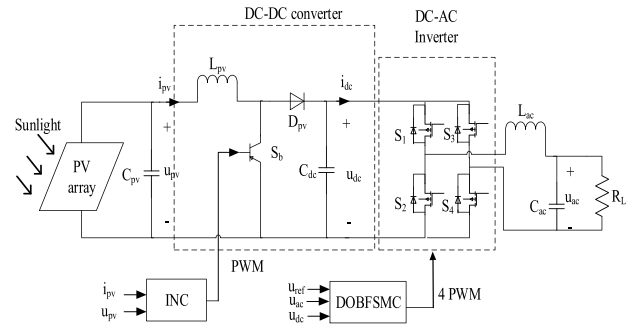 DC-DC converter
DC-AC
Inverter
Sunlight
PV
array
i_pv
L_pv
D_pv
i_dc
C_pv
+
u_pv
-
S_b
C_dc
+
u_dc
-
S_1
S_3
S_2
S_4
L_ac
C_ac
+
u_ac
-
R_L
PWM
4 PWM
i_pv
u_pv
INC
u_ref
u_ac
u_dc
DOBFSMC